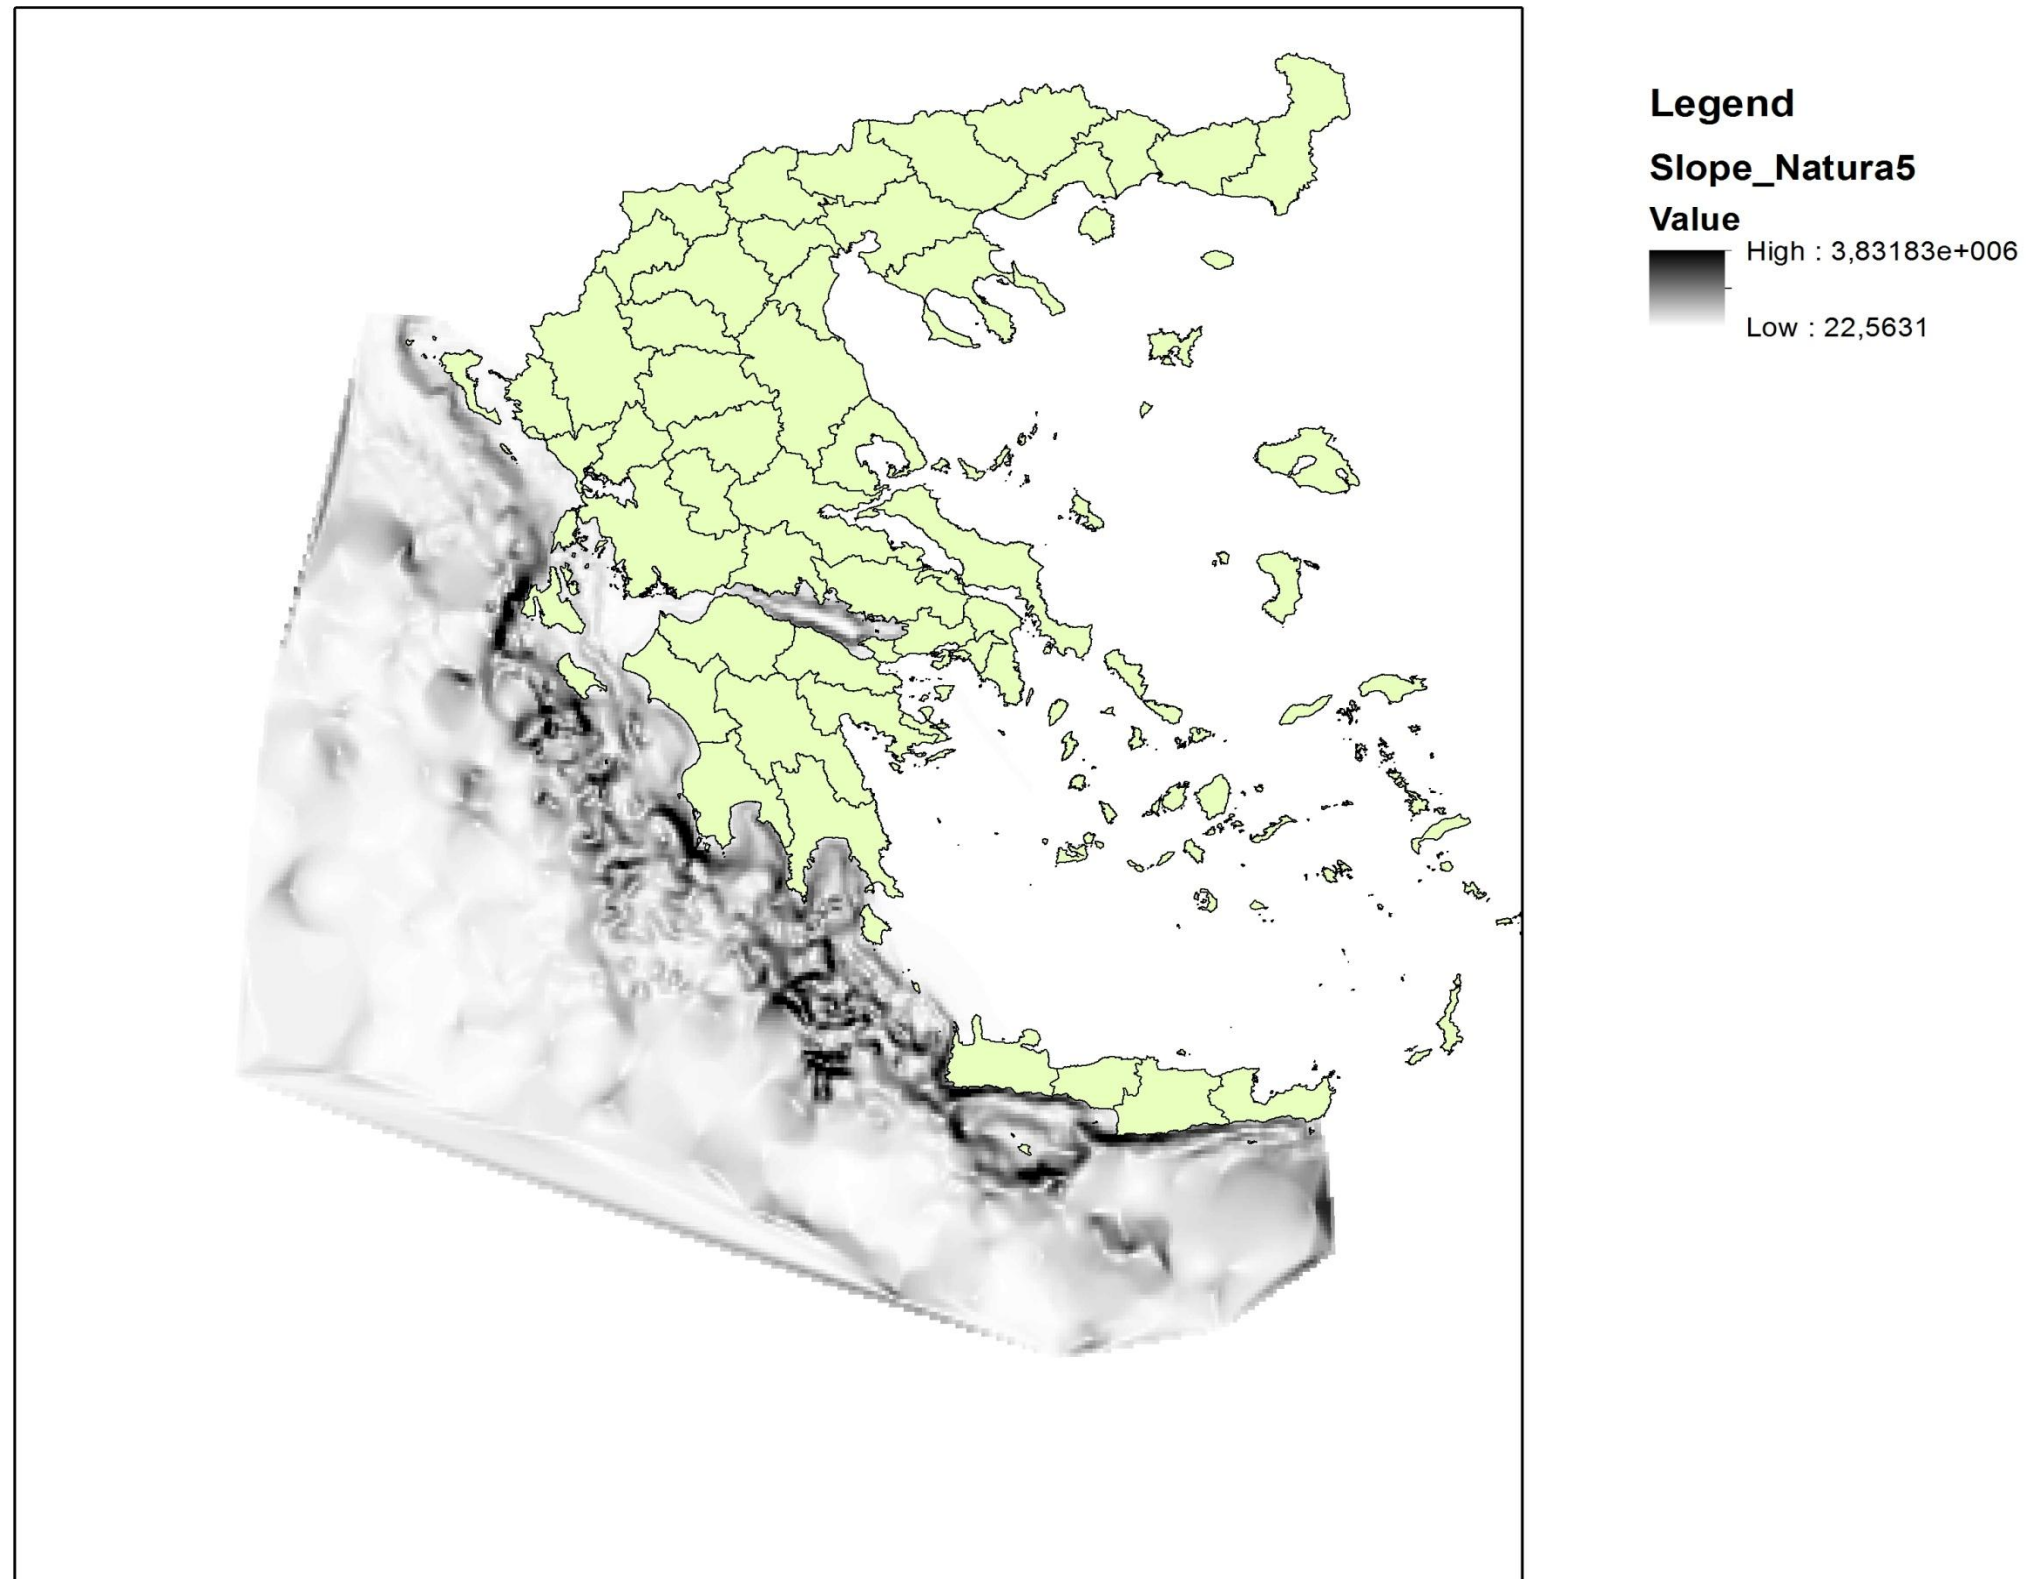 Legend
Slope_Natura5
Value
High : 3,83183e+006
Low : 22,5631